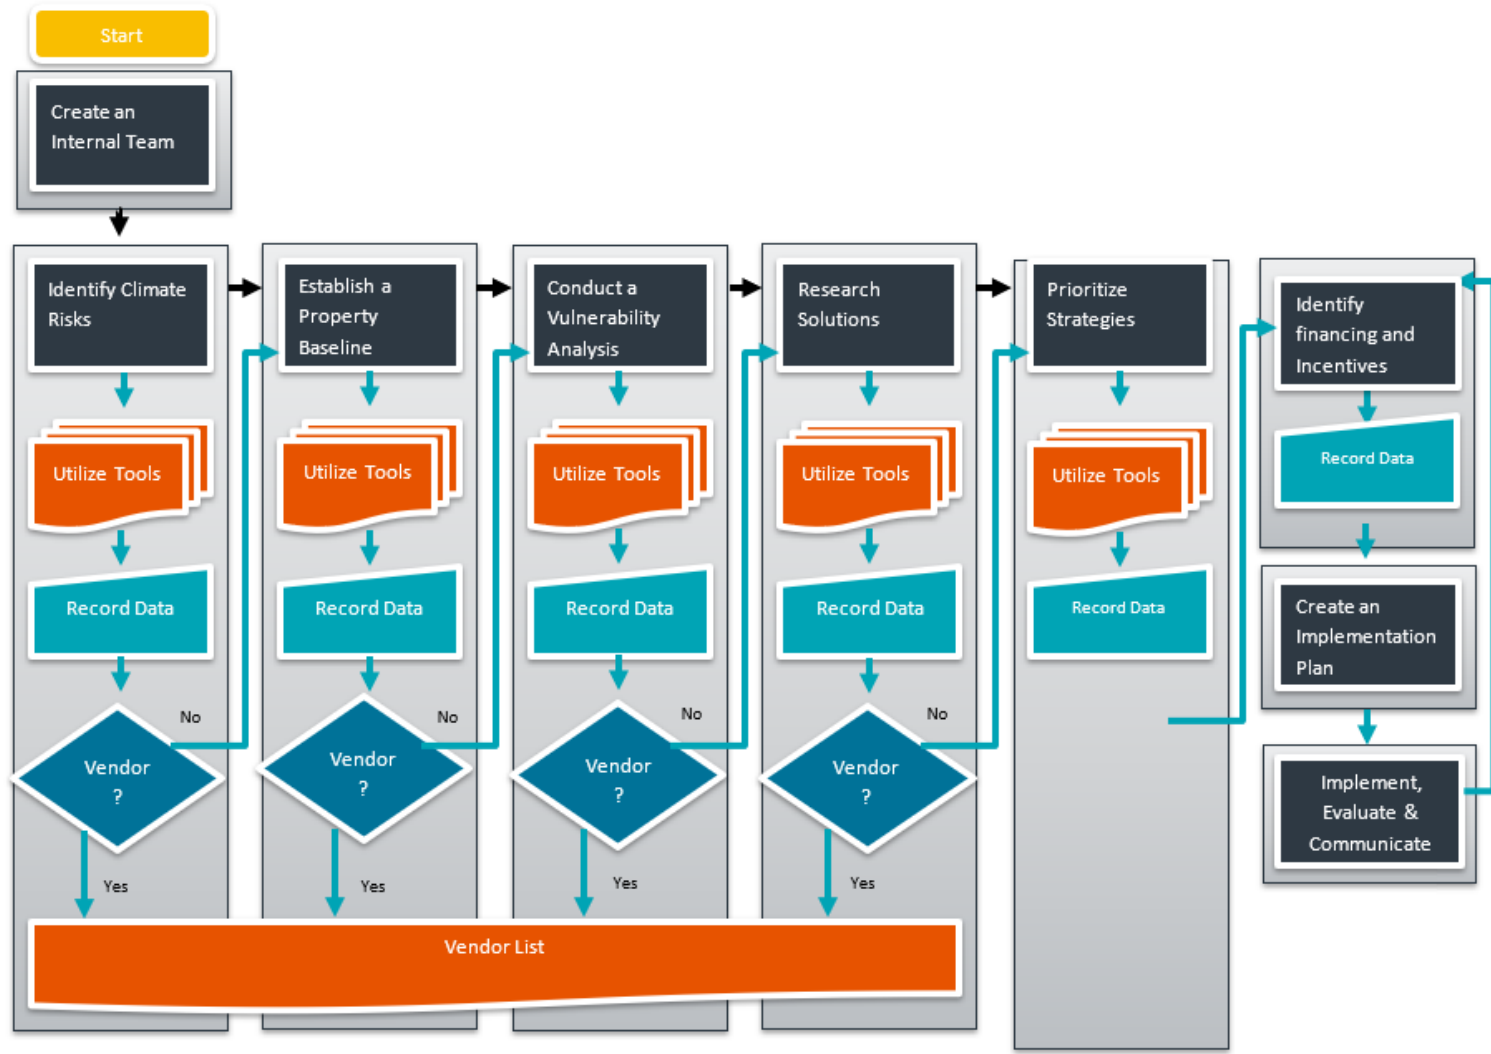 Start
Create an
Internal Team
Identify Climate
Risks
Utilize Tools
Record Data
No
Vendor
?
Yes
Establish a
Property
Baseline
Utilize Tools
Record Data
No
Vendor
?
Yes
Conduct a
Vulnerability
Analysis
Utilize Tools
Record Data
No
Vendor
?
Yes
Research
Solutions
Utilize Tools
Record Data
No
Vendor
?
Yes
Vendor List
Prioritize
Strategies
Utilize Tools
Record Data
Identify
financing and
Incentives
Record Data
Create an
Implementation
Plan
Implement,
Evaluate &
Communicate